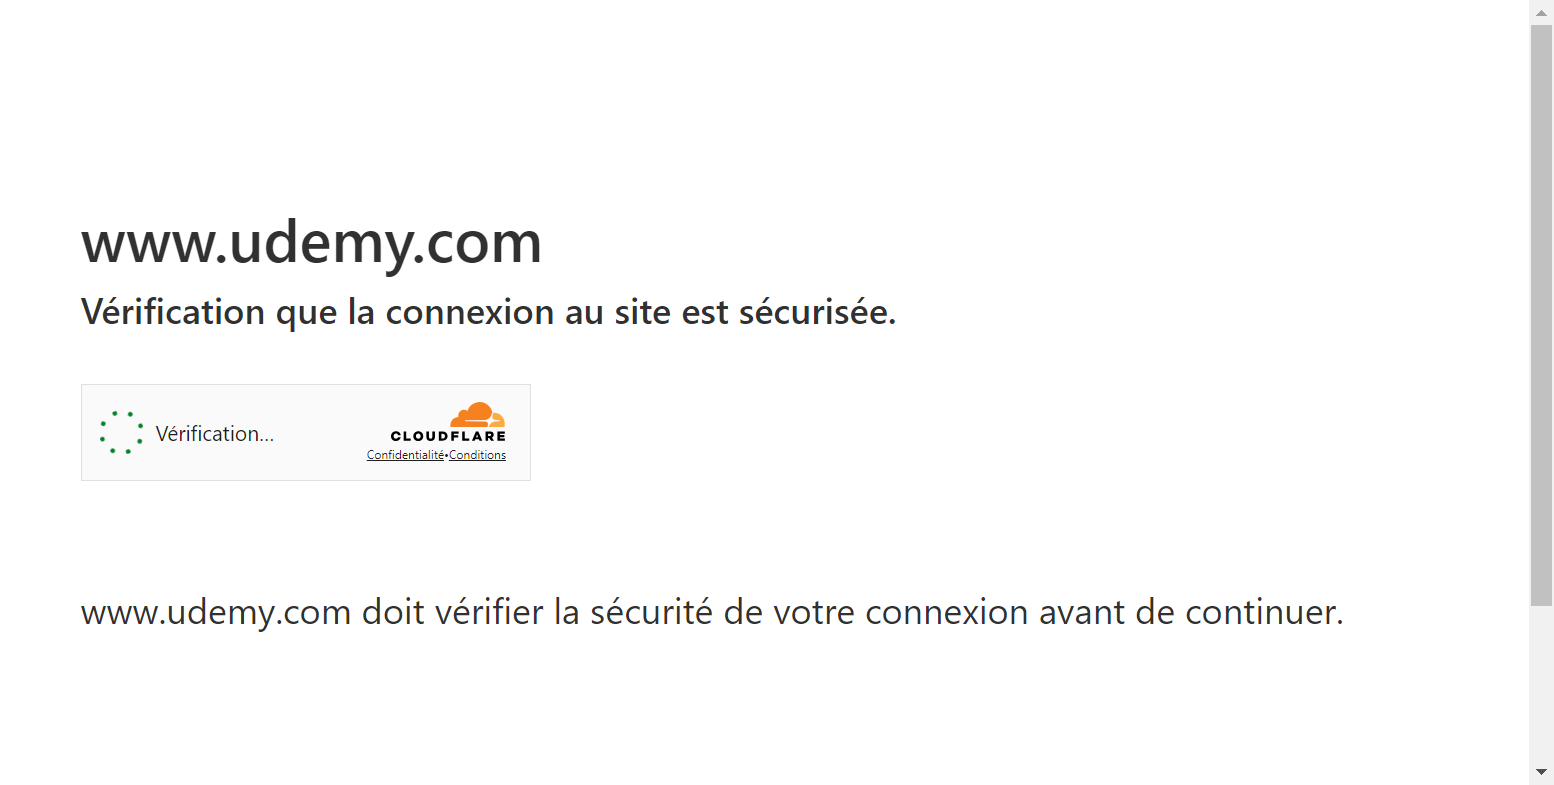 www.udemy.com
Vérification que la connexion au site est sécurisée.
Vérification...
CLOUDFLARE
Confidentialité•Conditions
www.udemy.com doit vérifier la sécurité de votre connexion avant de continuer.